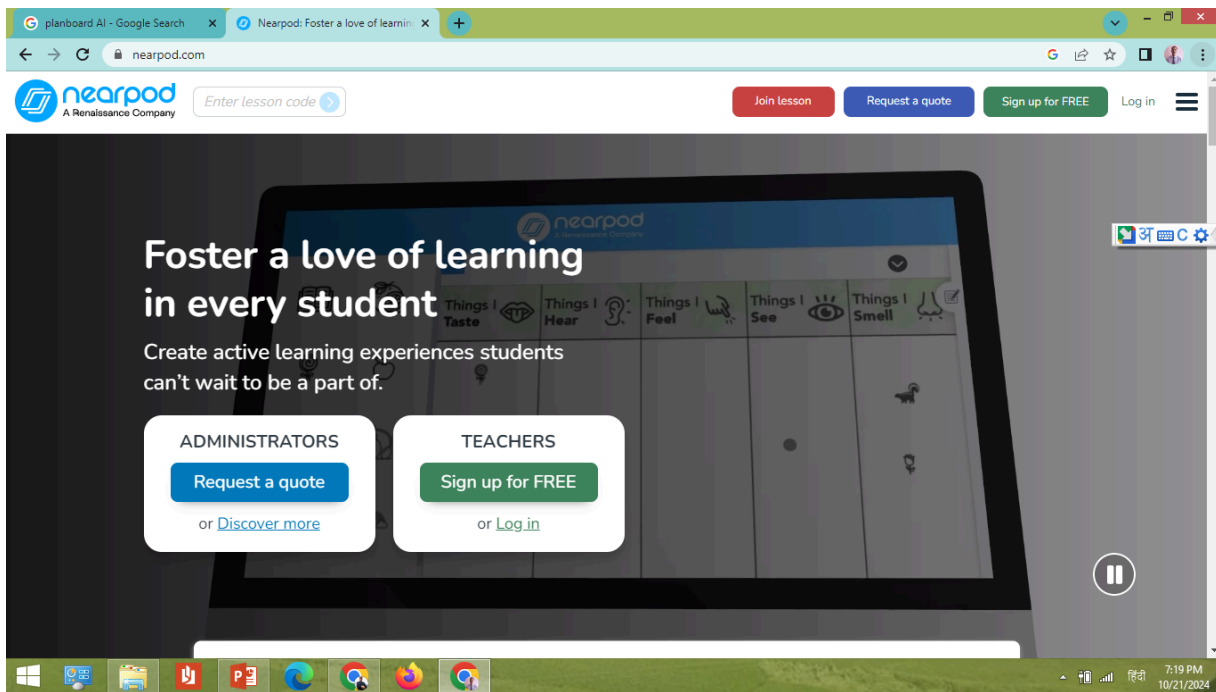 planboard AI - Google Search
Nearpod: Foster a love of learnin
nearpod.com
nearpod
A Renaissance Company
Enter lesson code
Join lesson
Request a quote
Sign up for FREE
Log in
nearpod
A Renaissance Company
Foster a love of learning
in every student
Things I Taste
Things I Hear
Things I Feel
Things I See
Things I Smell
Create active learning experiences students
can't wait to be a part of.
ADMINISTRATORS
Request a quote
or Discover more
TEACHERS
Sign up for FREE
or Log in
अ C
हिंदी
7:19 PM
10/21/2024